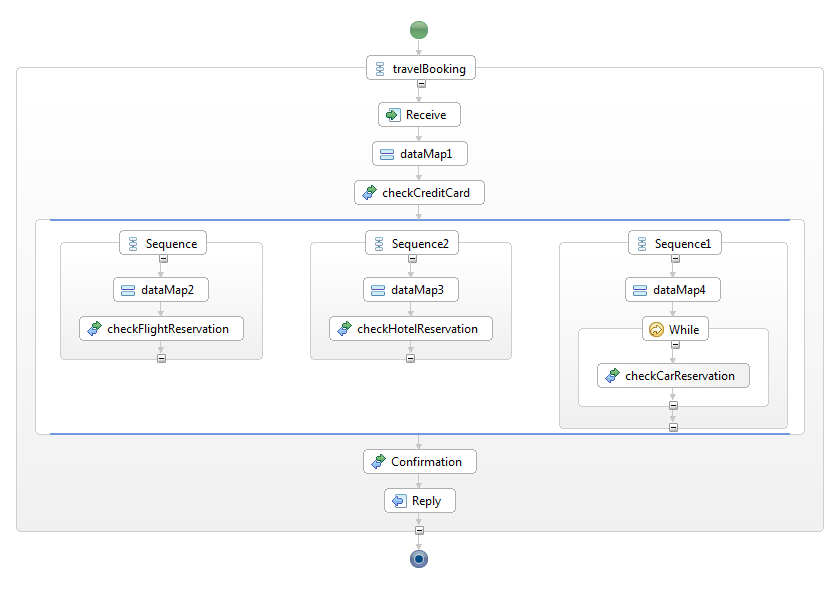 travelBooking
Receive
dataMap1
checkCreditCard
Sequence
Sequence2
Sequence1
dataMap2
dataMap3
dataMap4
checkFlightReservation
checkHotelReservation
While
checkCarReservation
Confirmation
Reply